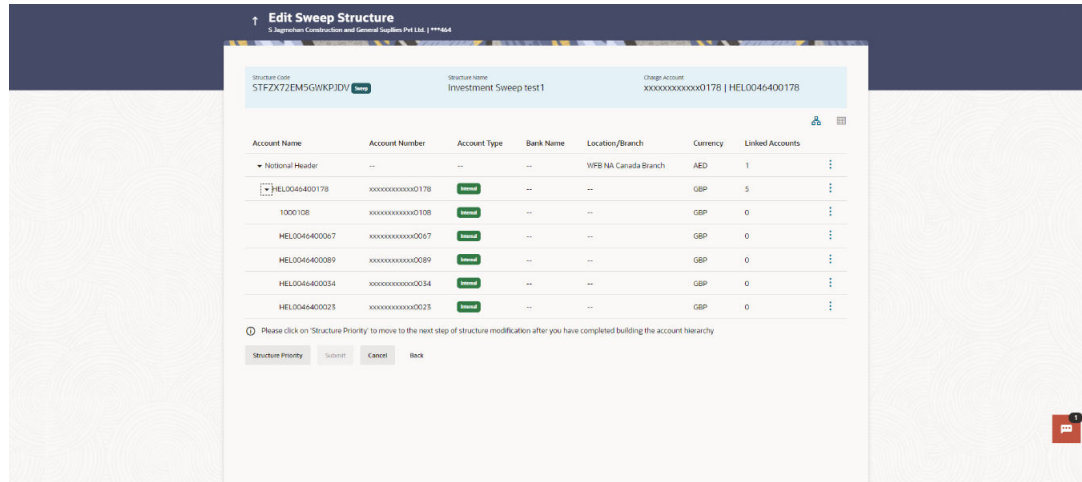 Edit Sweep Structure
S Jagmohan Construction and General Supllies Pvt Ltd. | ***464
Structure Code Structure Name Charge Account
STFZX72EM5GWKPJDV Sweep Investment Sweep test1 xxxxxxxxxxxx0178 | HEL0046400178
Account Name Account Number Account Type Bank Name Location/Branch Currency Linked Accounts
Notional Header -- -- -- WFB NA Canada Branch AED 1
HEL0046400178 xxxxxxxxxxxx0178 Internal -- -- GBP 5
1000108 xxxxxxxxxxxx0108 Internal -- -- GBP 0
HEL0046400067 xxxxxxxxxxxx0067 Internal -- -- GBP 0
HEL0046400089 xxxxxxxxxxxx0089 Internal -- -- GBP 0
HEL0046400034 xxxxxxxxxxxx0034 Internal -- -- GBP 0
HEL0046400023 xxxxxxxxxxxx0023 Internal -- -- GBP 0
Please click on 'Structure Priority' to move to the next step of structure modification after you have completed building the account hierarchy
Structure Priority Submit Cancel Back
1